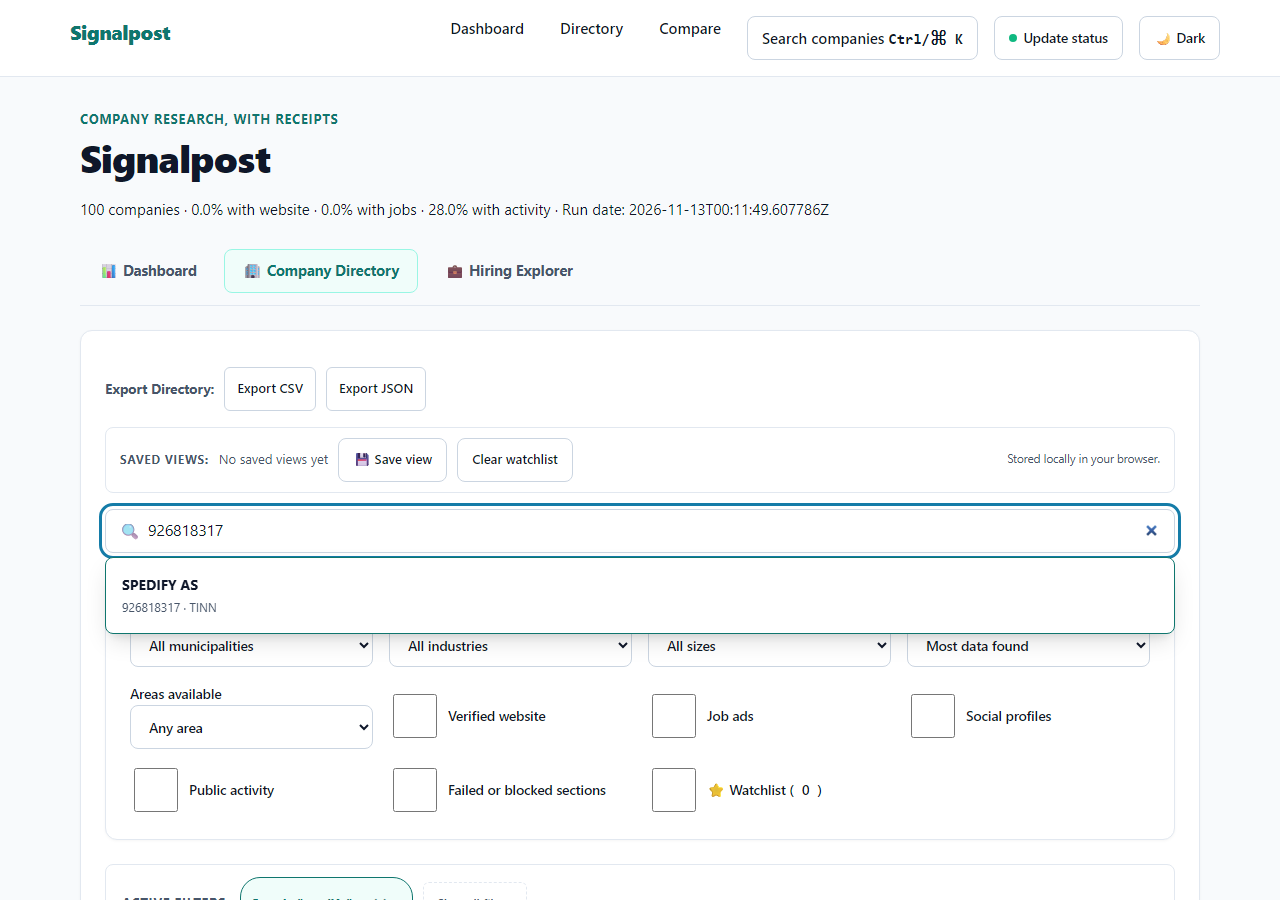 Signalpost
Dashboard
Directory
Compare
Search companies Ctrl/⌘ K
Update status
Dark
COMPANY RESEARCH, WITH RECEIPTS
Signalpost
100 companies · 0.0% with website · 0.0% with jobs · 28.0% with activity · Run date: 2026-11-13T00:11:49.607786Z
Dashboard
Company Directory
Hiring Explorer
Export Directory:
Export CSV
Export JSON
SAVED VIEWS:
No saved views yet
Save view
Clear watchlist
Stored locally in your browser.
926818317
SPEDIFY AS
926818317 · TINN
All municipalities
All industries
All sizes
Most data found
Areas available
Any area
Verified website
Job ads
Social profiles
Public activity
Failed or blocked sections
Watchlist ( 0 )